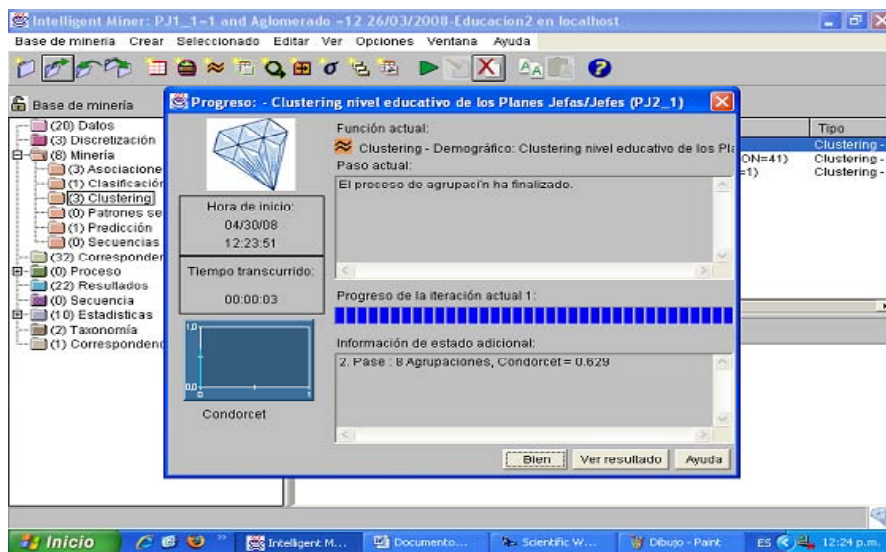 Intelligent Miner: PJ1_1-1 and Aglomerado -12 26/03/2008-Educacion2 en localhost
Base de minería Crear Seleccionado Editar Ver Opciones Ventana Ayuda
Base de minería
(20) Datos
(3) Discretización
(8) Minería
(3) Asociacione
(1) Clasificación
(3) Clustering
(0) Patrones se
(1) Predicción
(0) Secuencias
(32) Corresponden
(0) Proceso
(22) Resultados
(0) Secuencia
(10) Estadísticas
(2) Taxonomía
(1) Correspondenc
Progreso: - Clustering nivel educativo de los Planes Jefas/Jefes (PJ2_1)
Hora de inicio:
04/30/08
12:23:51
Tiempo transcurrido:
00:00:03
1,0
0,0
0
1
Condorcet
Función actual:
Clustering - Demográfico: Clustering nivel educativo de los Pla
Paso actual:
El proceso de agrupaci'n ha finalizado.
Progreso de la iteración actual 1:
Información de estado adicional:
2. Pase : 8 Agrupaciones, Condorcet = 0.629
Bien Ver resultado Ayuda
Tipo
Clustering -
ON=41) Clustering -
=1) Clustering -
Inicio Intelligent M... Documento... Scientific W... Dibujo - Paint ES 12:24 p.m.